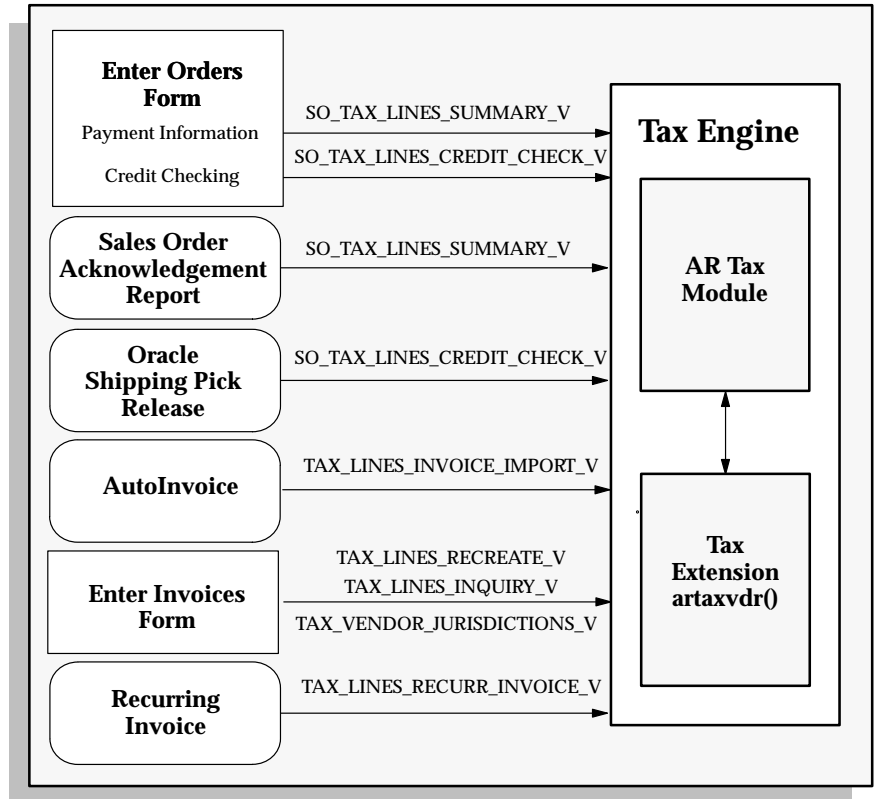 Enter Orders
Form
Payment Information
Credit Checking
SO_TAX_LINES_SUMMARY_V
SO_TAX_LINES_CREDIT_CHECK_V
Sales Order
Acknowledgement
Report
SO_TAX_LINES_SUMMARY_V
Oracle
Shipping Pick
Release
SO_TAX_LINES_CREDIT_CHECK_V
AutoInvoice
TAX_LINES_INVOICE_IMPORT_V
Enter Invoices
Form
TAX_LINES_RECREATE_V
TAX_LINES_INQUIRY_V
TAX_VENDOR_JURISDICTIONS_V
Recurring
Invoice
TAX_LINES_RECURR_INVOICE_V
Tax Engine
AR Tax
Module
Tax
Extension
artaxvdr()